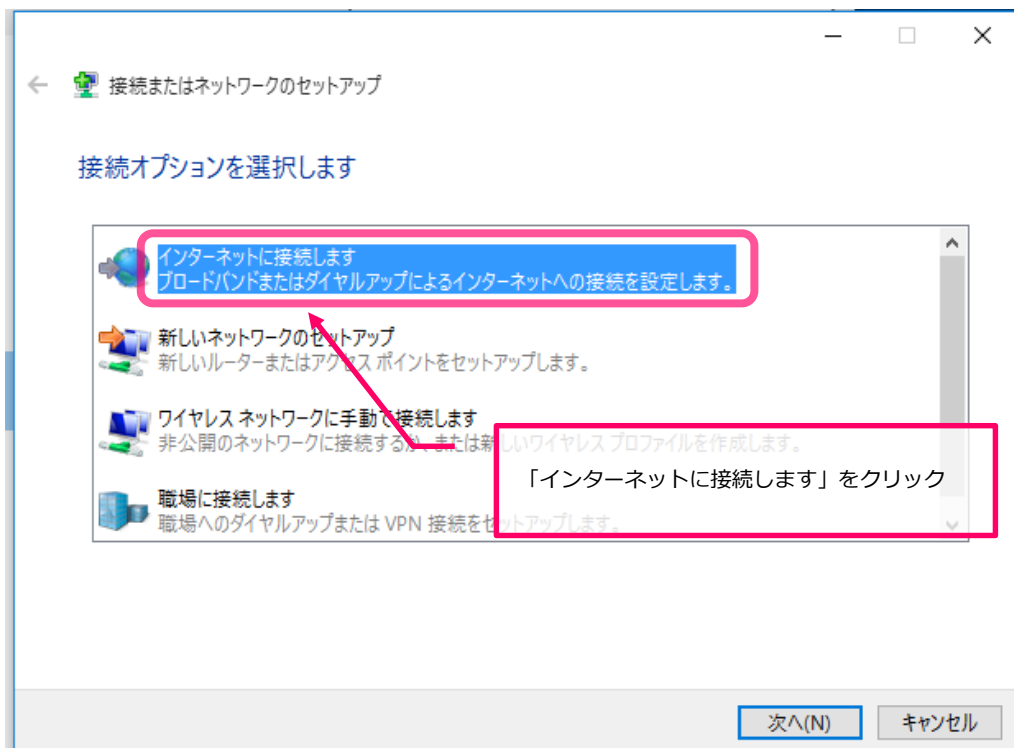 接続またはネットワークのセットアップ
接続オプションを選択します
インターネットに接続します
ブロードバンドまたはダイヤルアップによるインターネットへの接続を設定します。
新しいネットワークのセットアップ
新しいルーターまたはアクセス ポイントをセットアップします。
ワイヤレス ネットワークに手動で接続します
非公開のネットワークに接続するか、または新しいワイヤレス プロファイルを作成します。
「インターネットに接続します」をクリック
職場に接続します
職場へのダイヤルアップまたは VPN 接続をセットアップします。
次へ(N)
キャンセル